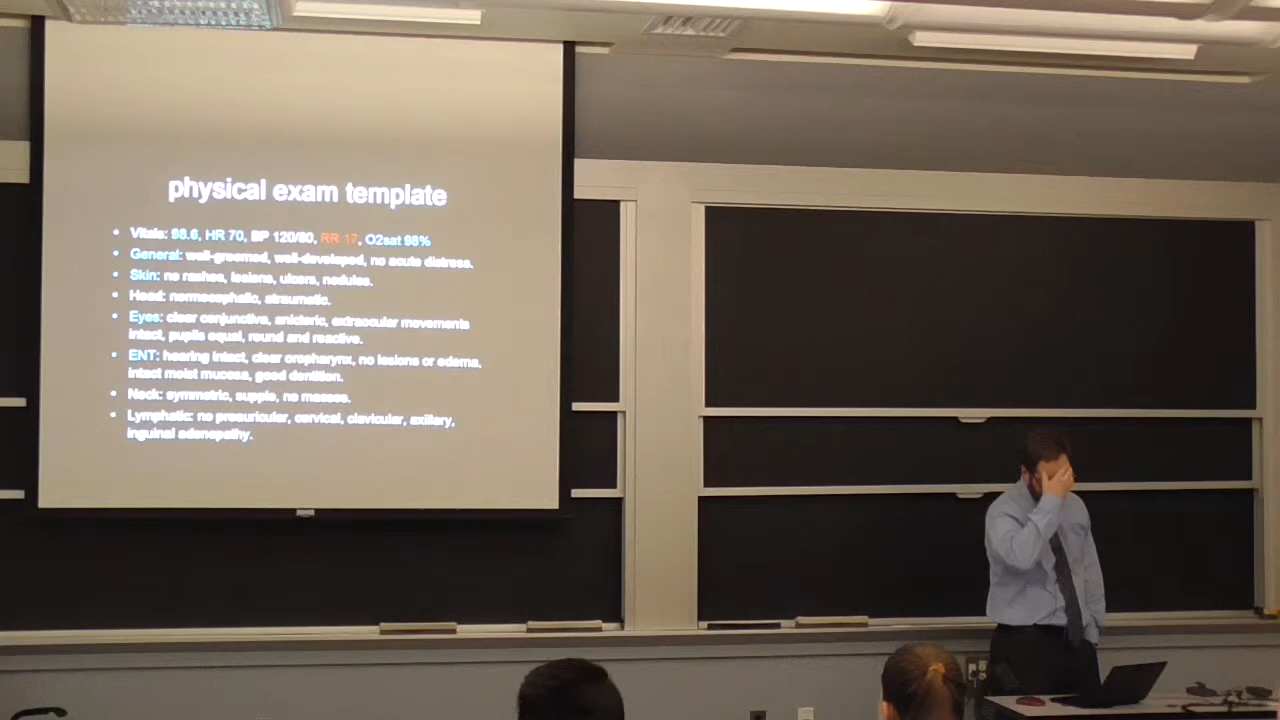 physical exam template
• Vitals: 98.6, HR 70, BP 120/80, RR 17, O2sat 98%
• General: well-groomed, well-developed, no acute distress.
• Skin: no rashes, lesions, ulcers, nodules.
• Head: normocephalic, atraumatic.
• Eyes: clear conjunctiva, anicteric, extraocular movements
intact, pupils equal, round and reactive.
• ENT: hearing intact, clear oropharynx, no lesions or edema,
intact moist mucosa, good dentition.
• Neck: symmetric, supple, no masses.
• Lymphatic: no preauricular, cervical, clavicular, axillary,
inguinal adenopathy.